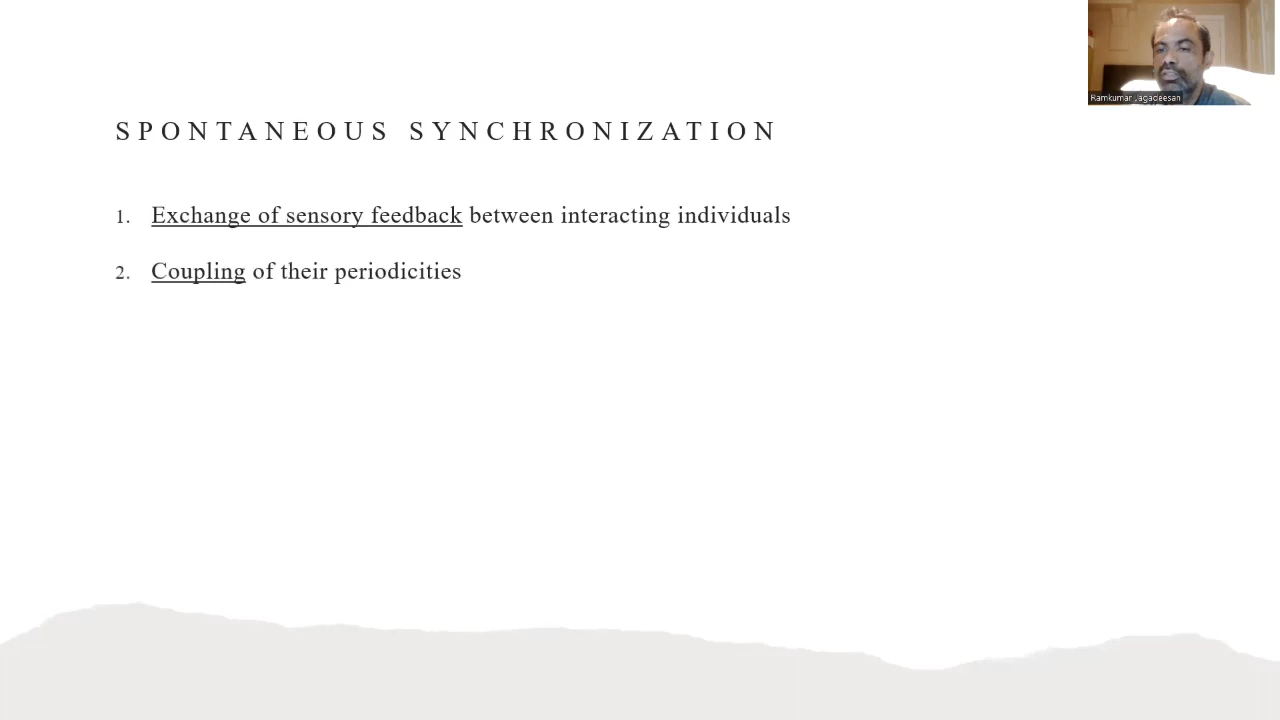 SPONTANEOUS SYNCHRONIZATION
1. Exchange of sensory feedback between interacting individuals
2. Coupling of their periodicities
Ramkumar Jagadeesan